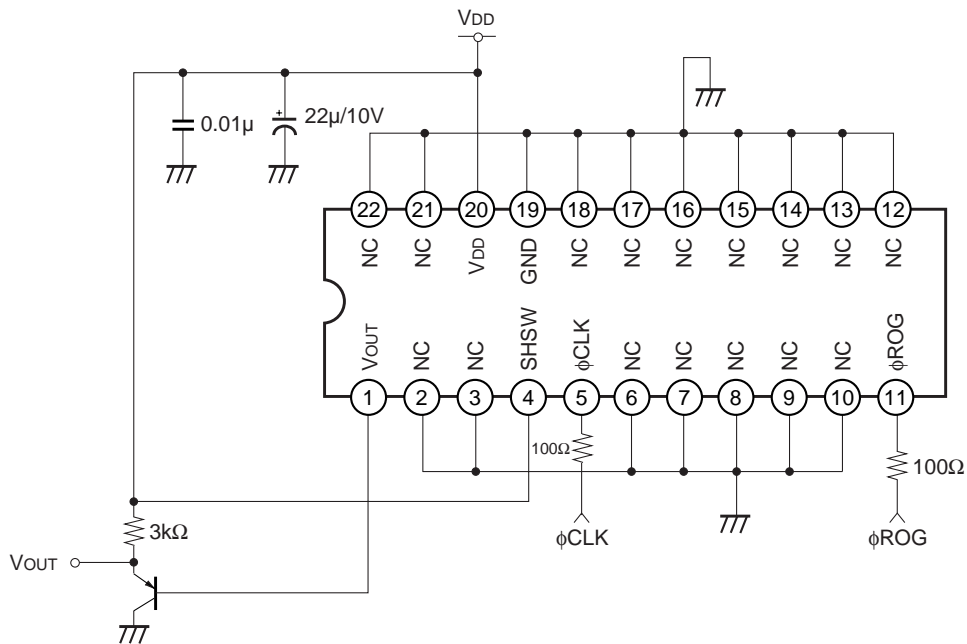 VDD
0.01µ
22µ/10V
+
22 21 20 19 18 17 16 15 14 13 12
NC NC VDD GND NC NC NC NC NC NC NC
VOUT NC NC SHSW ϕCLK NC NC NC NC NC ϕROG
1 2 3 4 5 6 7 8 9 10 11
100Ω
100Ω
3kΩ
ϕCLK
ϕROG
VOUT